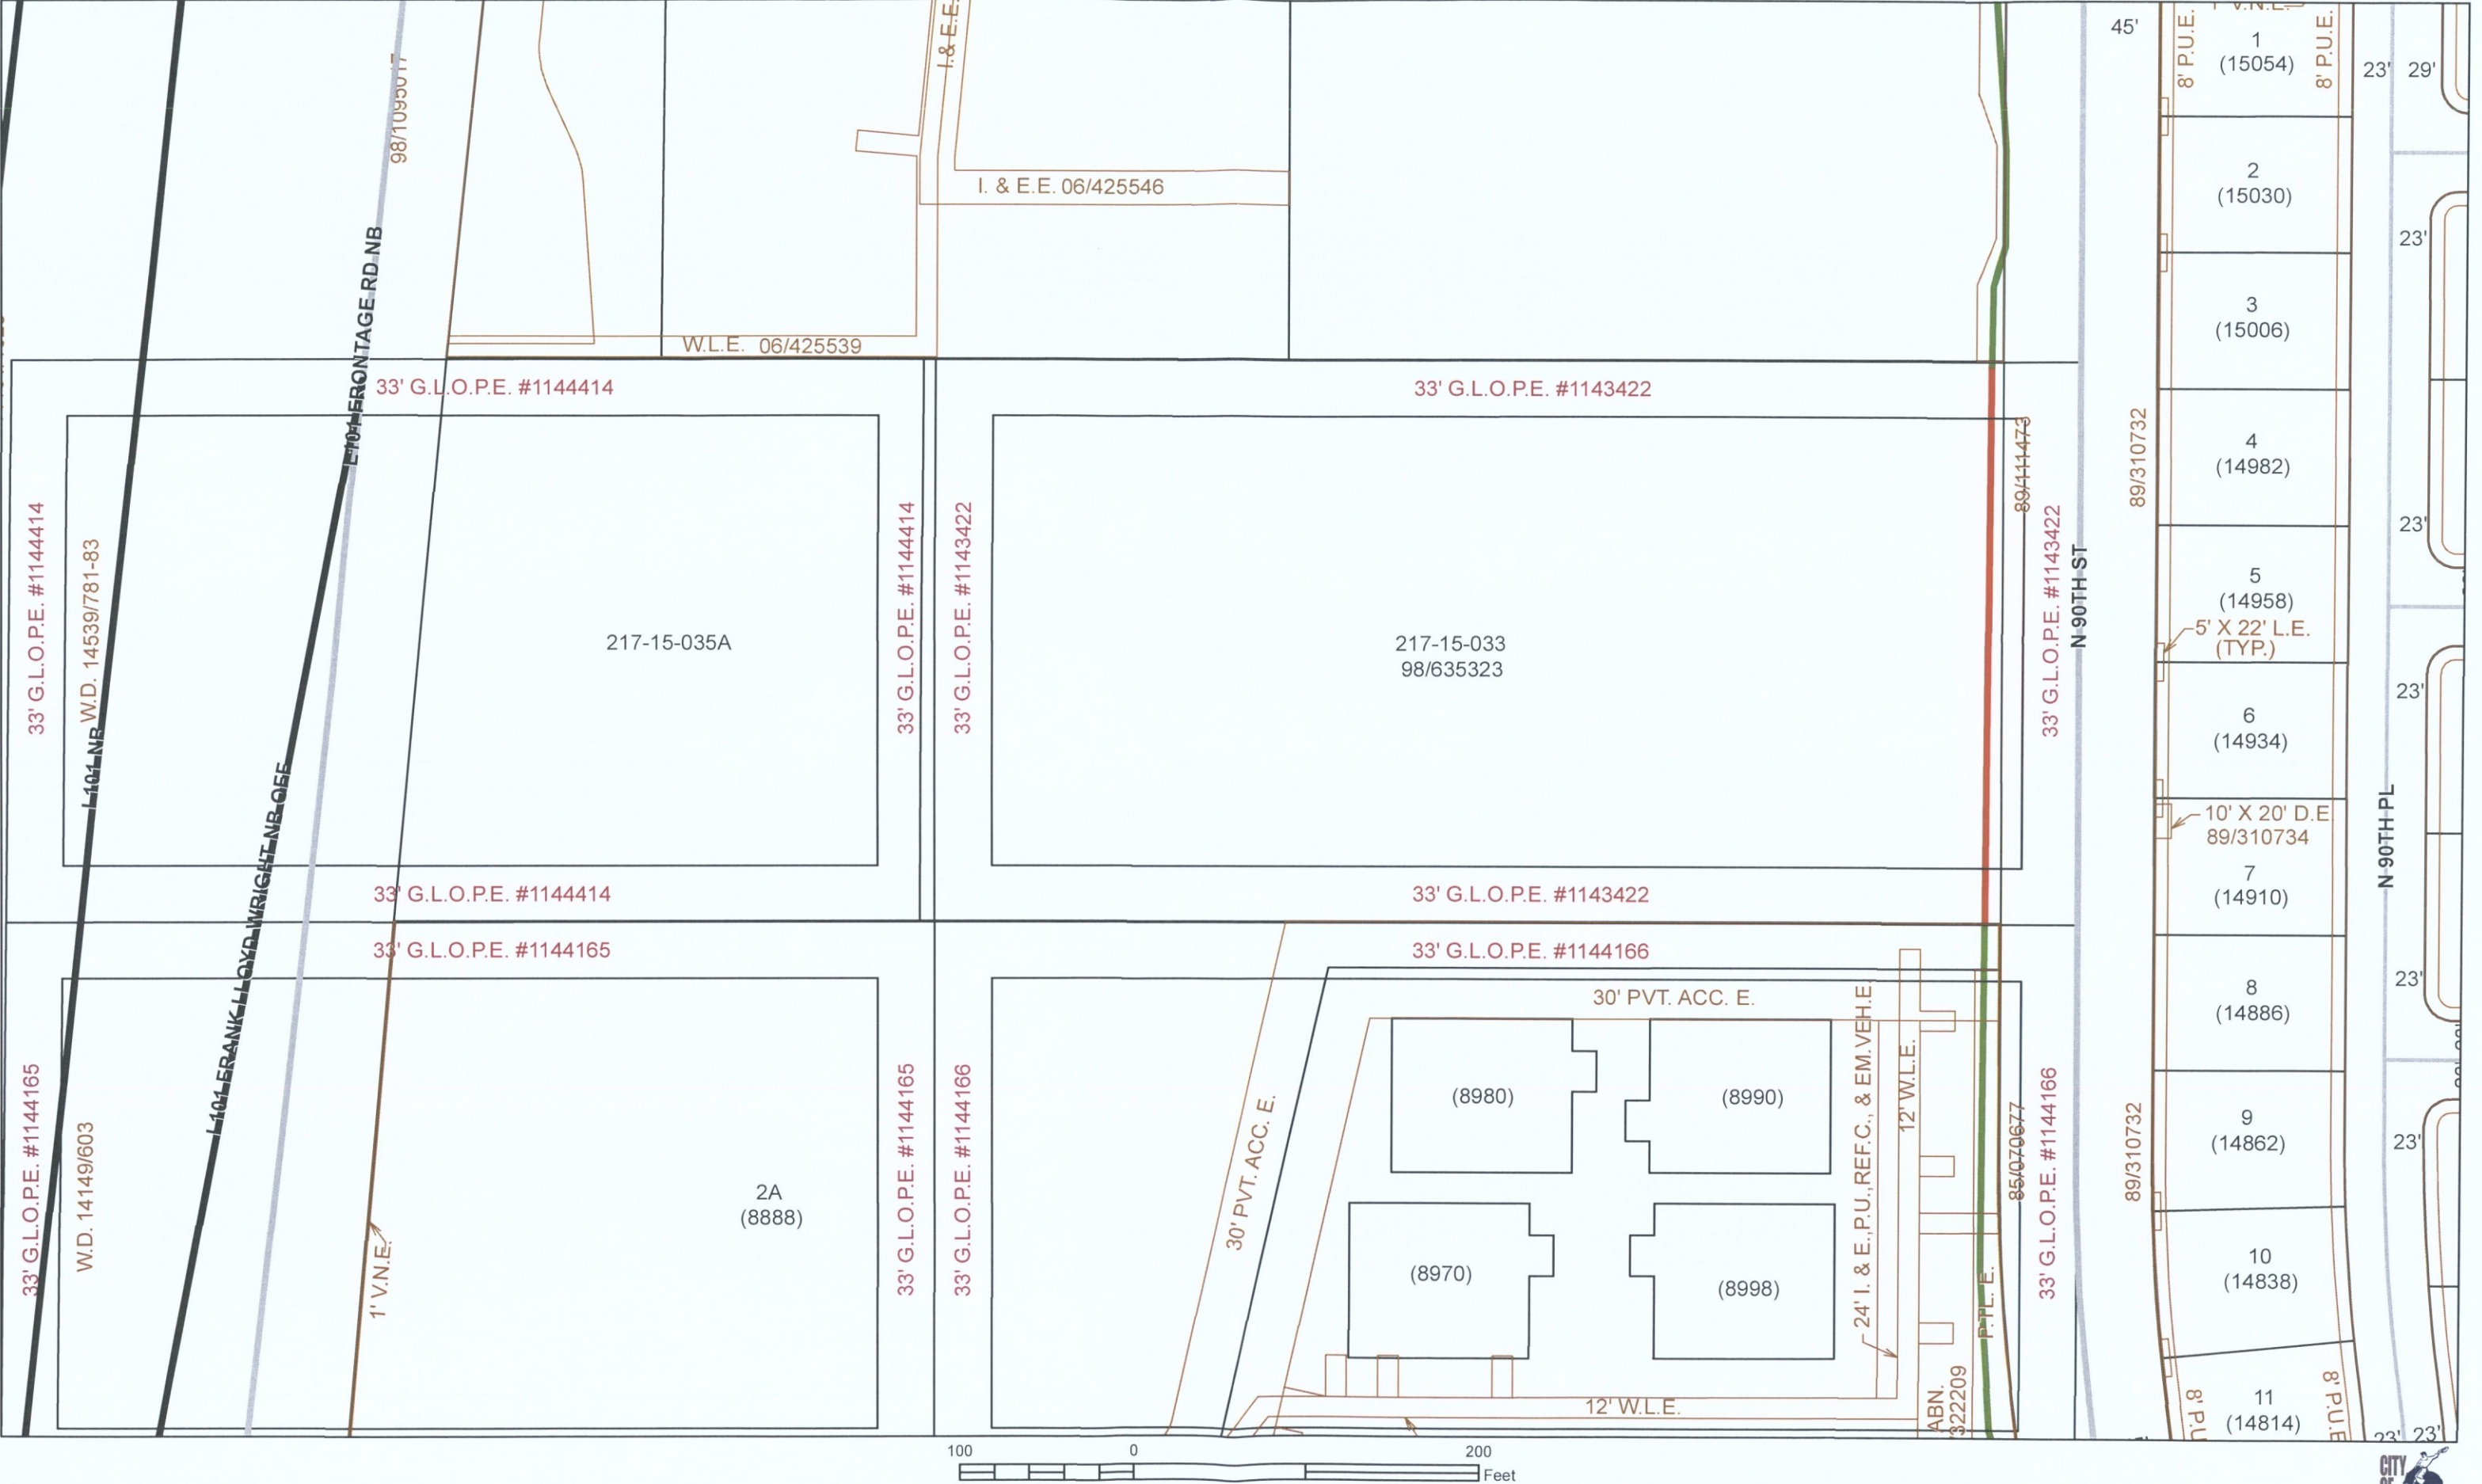 98/1095017
L101 FRONTAGE RD NB
I. & E.E.
I. & E.E. 06/425546
W.L.E. 06/425539
45'
8' P.U.E.
1' V.N.E.
1
(15054)
8' P.U.E.
23'
29'
2
(15030)
23'
3
(15006)
33' G.L.O.P.E. #1144414
33' G.L.O.P.E. #1143422
33' G.L.O.P.E. #1144414
W.D. 14539/781-83
L101 NB
217-15-035A
33' G.L.O.P.E. #1144414
33' G.L.O.P.E. #1143422
217-15-033
98/635323
89/111473
33' G.L.O.P.E. #1143422
N 90TH ST
89/310732
4
(14982)
23'
5
(14958)
5' X 22' L.E.
(TYP.)
23'
6
(14934)
10' X 20' D.E.
89/310734
7
(14910)
N 90TH PL
33' G.L.O.P.E. #1144414
33' G.L.O.P.E. #1143422
33' G.L.O.P.E. #1144165
33' G.L.O.P.E. #1144166
L101 FRANK LLOYD WRIGHT NB OFF
33' G.L.O.P.E. #1144165
W.D. 14149/603
1' V.N.E.
2A
(8888)
33' G.L.O.P.E. #1144165
33' G.L.O.P.E. #1144166
30' PVT. ACC. E.
30' PVT. ACC. E.
(8980)
(8990)
(8970)
(8998)
24' I. & E.,P.U.,REF.C., & EM.VEH.E.
12' W.L.E.
12' W.L.E.
P.TL. E.
ABN.
322209
85/070677
33' G.L.O.P.E. #1144166
89/310732
8
(14886)
23'
9
(14862)
23'
10
(14838)
8' P.U
11
(14814)
8' P.U.E
23'
23'
100
0
200
Feet
CITY